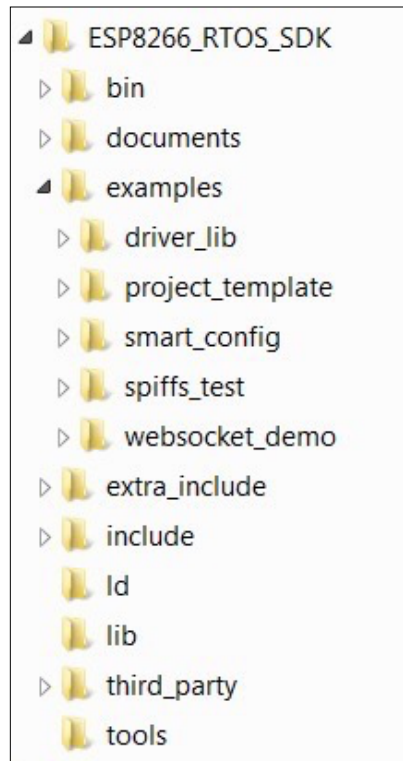 ESP8266_RTOS_SDK
bin
documents
examples
driver_lib
project_template
smart_config
spiffs_test
websocket_demo
extra_include
include
ld
lib
third_party
tools